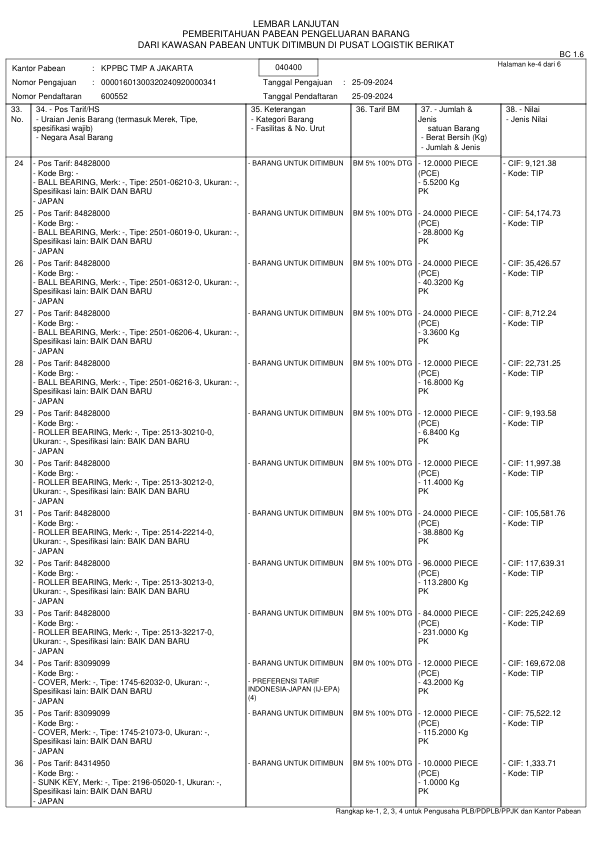 LEMBAR LANJUTAN
PEMBERITAHUAN PABEAN PENGELUARAN BARANG
DARI KAWASAN PABEAN UNTUK DITIMBUN DI PUSAT LOGISTIK BERIKAT
BC 1.6
Halaman ke-4 dari 6
Kantor Pabean : KPPBC TMP A JAKARTA 040400
Nomor Pengajuan : 00001601300320240920000341 Tanggal Pengajuan : 25-09-2024
Nomor Pendaftaran 600552 Tanggal Pendaftaran 25-09-2024
33. No.
34. - Pos Tarif/HS
- Uraian Jenis Barang (termasuk Merek, Tipe,
spesifikasi wajib)
- Negara Asal Barang
35. Keterangan
- Kategori Barang
- Fasilitas & No. Urut
36. Tarif BM
37. - Jumlah &
Jenis
satuan Barang
- Berat Bersih (Kg)
- Jumlah & Jenis
38. - Nilai
- Jenis Nilai
24 - Pos Tarif: 84828000 - BARANG UNTUK DITIMBUN BM 5% 100% DTG - 12.0000 PIECE - CIF: 9,121.38
- Kode Brg: - (PCE) - Kode: TIP
- BALL BEARING, Merk: -, Tipe: 2501-06210-3, Ukuran: -, - 5.5200 Kg
Spesifikasi lain: BAIK DAN BARU PK
- JAPAN
25 - Pos Tarif: 84828000 - BARANG UNTUK DITIMBUN BM 5% 100% DTG - 24.0000 PIECE - CIF: 54,174.73
- Kode Brg: - (PCE) - Kode: TIP
- BALL BEARING, Merk: -, Tipe: 2501-06019-0, Ukuran: -, - 28.8000 Kg
Spesifikasi lain: BAIK DAN BARU PK
- JAPAN
26 - Pos Tarif: 84828000 - BARANG UNTUK DITIMBUN BM 5% 100% DTG - 24.0000 PIECE - CIF: 35,426.57
- Kode Brg: - (PCE) - Kode: TIP
- BALL BEARING, Merk: -, Tipe: 2501-06312-0, Ukuran: -, - 40.3200 Kg
Spesifikasi lain: BAIK DAN BARU PK
- JAPAN
27 - Pos Tarif: 84828000 - BARANG UNTUK DITIMBUN BM 5% 100% DTG - 24.0000 PIECE - CIF: 8,712.24
- Kode Brg: - (PCE) - Kode: TIP
- BALL BEARING, Merk: -, Tipe: 2501-06206-4, Ukuran: -, - 3.3600 Kg
Spesifikasi lain: BAIK DAN BARU PK
- JAPAN
28 - Pos Tarif: 84828000 - BARANG UNTUK DITIMBUN BM 5% 100% DTG - 12.0000 PIECE - CIF: 22,731.25
- Kode Brg: - (PCE) - Kode: TIP
- BALL BEARING, Merk: -, Tipe: 2501-06216-3, Ukuran: -, - 16.8000 Kg
Spesifikasi lain: BAIK DAN BARU PK
- JAPAN
29 - Pos Tarif: 84828000 - BARANG UNTUK DITIMBUN BM 5% 100% DTG - 12.0000 PIECE - CIF: 9,193.58
- Kode Brg: - (PCE) - Kode: TIP
- ROLLER BEARING, Merk: -, Tipe: 2513-30210-0, - 6.8400 Kg
Ukuran: -, Spesifikasi lain: BAIK DAN BARU PK
- JAPAN
30 - Pos Tarif: 84828000 - BARANG UNTUK DITIMBUN BM 5% 100% DTG - 12.0000 PIECE - CIF: 11,997.38
- Kode Brg: - (PCE) - Kode: TIP
- ROLLER BEARING, Merk: -, Tipe: 2513-30212-0, - 11.4000 Kg
Ukuran: -, Spesifikasi lain: BAIK DAN BARU PK
- JAPAN
31 - Pos Tarif: 84828000 - BARANG UNTUK DITIMBUN BM 5% 100% DTG - 24.0000 PIECE - CIF: 105,581.76
- Kode Brg: - (PCE) - Kode: TIP
- ROLLER BEARING, Merk: -, Tipe: 2514-22214-0, - 38.8800 Kg
Ukuran: -, Spesifikasi lain: BAIK DAN BARU PK
- JAPAN
32 - Pos Tarif: 84828000 - BARANG UNTUK DITIMBUN BM 5% 100% DTG - 96.0000 PIECE - CIF: 117,639.31
- Kode Brg: - (PCE) - Kode: TIP
- ROLLER BEARING, Merk: -, Tipe: 2513-30213-0, - 113.2800 Kg
Ukuran: -, Spesifikasi lain: BAIK DAN BARU PK
- JAPAN
33 - Pos Tarif: 84828000 - BARANG UNTUK DITIMBUN BM 5% 100% DTG - 84.0000 PIECE - CIF: 225,242.69
- Kode Brg: - (PCE) - Kode: TIP
- ROLLER BEARING, Merk: -, Tipe: 2513-32217-0, - 231.0000 Kg
Ukuran: -, Spesifikasi lain: BAIK DAN BARU PK
- JAPAN
34 - Pos Tarif: 83099099 - BARANG UNTUK DITIMBUN BM 0% 100% DTG - 12.0000 PIECE - CIF: 169,672.08
- Kode Brg: - (PCE) - Kode: TIP
- COVER, Merk: -, Tipe: 1745-62032-0, Ukuran: -, - PREFERENSI TARIF - 43.2000 Kg
Spesifikasi lain: BAIK DAN BARU INDONESIA-JAPAN (IJ-EPA) PK
- JAPAN (4)
35 - Pos Tarif: 83099099 - BARANG UNTUK DITIMBUN BM 5% 100% DTG - 12.0000 PIECE - CIF: 75,522.12
- Kode Brg: - (PCE) - Kode: TIP
- COVER, Merk: -, Tipe: 1745-21073-0, Ukuran: -, - 115.2000 Kg
Spesifikasi lain: BAIK DAN BARU PK
- JAPAN
36 - Pos Tarif: 84314950 - BARANG UNTUK DITIMBUN BM 5% 100% DTG - 10.0000 PIECE - CIF: 1,333.71
- Kode Brg: - (PCE) - Kode: TIP
- SUNK KEY, Merk: -, Tipe: 2196-05020-1, Ukuran: -, - 1.0000 Kg
Spesifikasi lain: BAIK DAN BARU PK
- JAPAN
Rangkap ke-1, 2, 3, 4 untuk Pengusaha PLB/PDPLB/PPJK dan Kantor Pabean